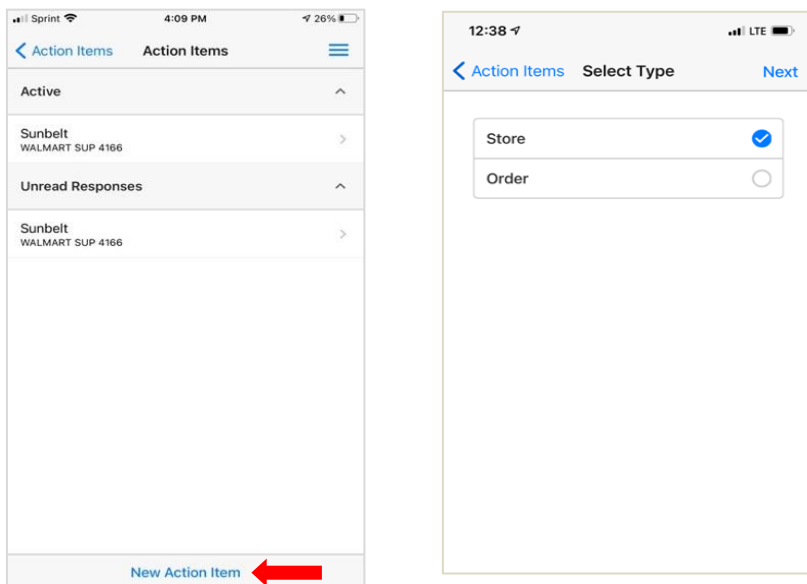 Sprint 4:09 PM 26%
Action Items Action Items
Active
Sunbelt
WALMART SUP 4166
Unread Responses
Sunbelt
WALMART SUP 4166
New Action Item
12:38 LTE
Action Items Select Type Next
Store
Order